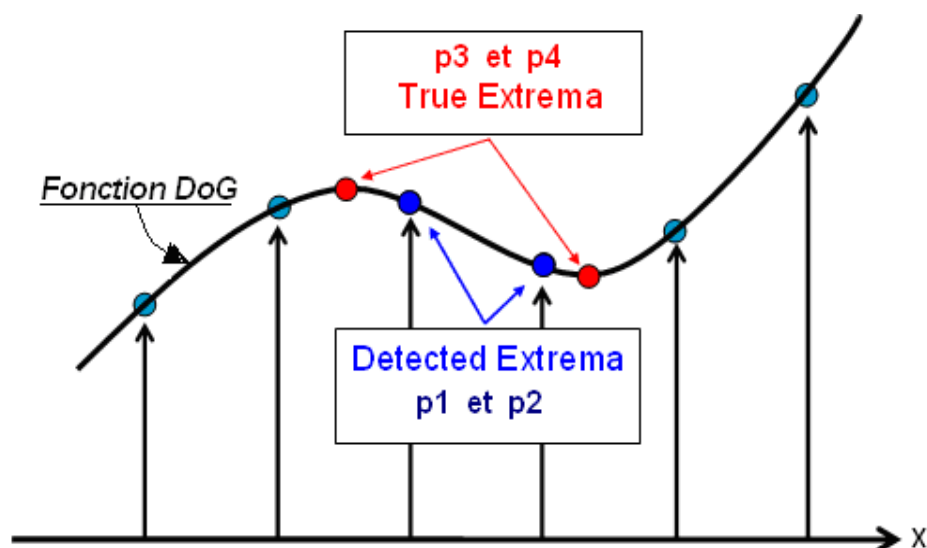 p3 et p4
True Extrema
Fonction DoG
Detected Extrema
p1 et p2
X